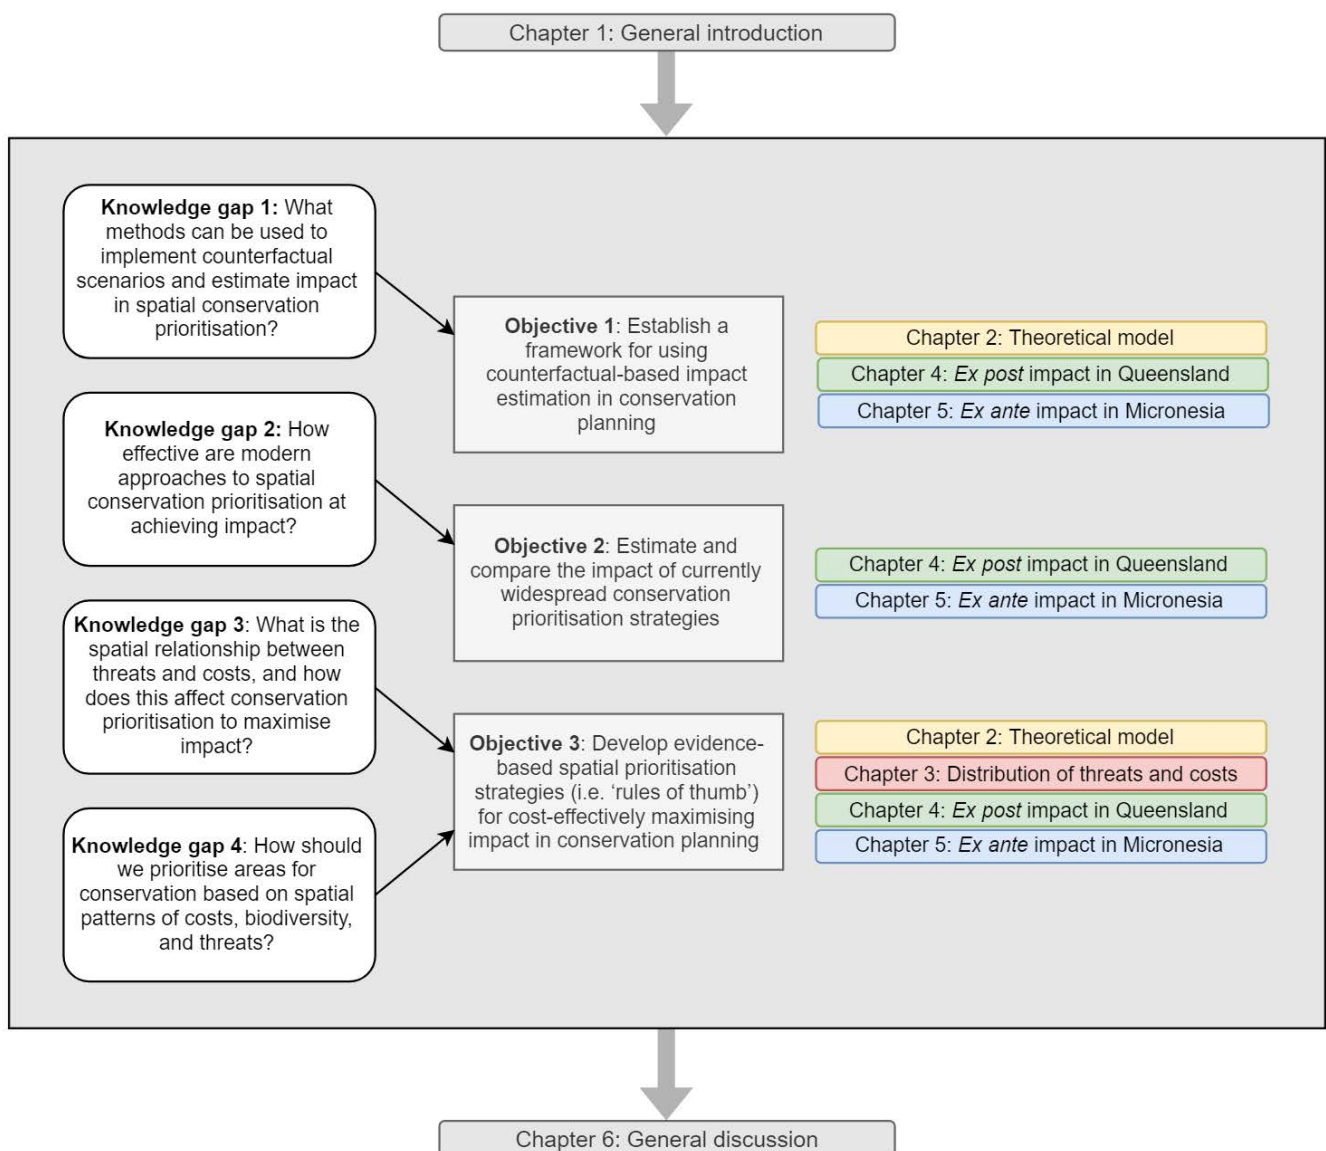 Chapter 1: General introduction
Knowledge gap 1: What
methods can be used to
implement counterfactual
scenarios and estimate impact
in spatial conservation
prioritisation?
Knowledge gap 2: How
effective are modern
approaches to spatial
conservation prioritisation at
achieving impact?
Knowledge gap 3: What is the
spatial relationship between
threats and costs, and how
does this affect conservation
prioritisation to maximise
impact?
Knowledge gap 4: How should
we prioritise areas for
conservation based on spatial
patterns of costs, biodiversity,
and threats?
Objective 1: Establish a
framework for using
counterfactual-based impact
estimation in conservation
planning
Objective 2: Estimate and
compare the impact of currently
widespread conservation
prioritisation strategies
Objective 3: Develop evidence-
based spatial prioritisation
strategies (i.e. ‘rules of thumb’)
for cost-effectively maximising
impact in conservation planning
Chapter 2: Theoretical model
Chapter 4: Ex post impact in Queensland
Chapter 5: Ex ante impact in Micronesia
Chapter 4: Ex post impact in Queensland
Chapter 5: Ex ante impact in Micronesia
Chapter 2: Theoretical model
Chapter 3: Distribution of threats and costs
Chapter 4: Ex post impact in Queensland
Chapter 5: Ex ante impact in Micronesia
Chapter 6: General discussion